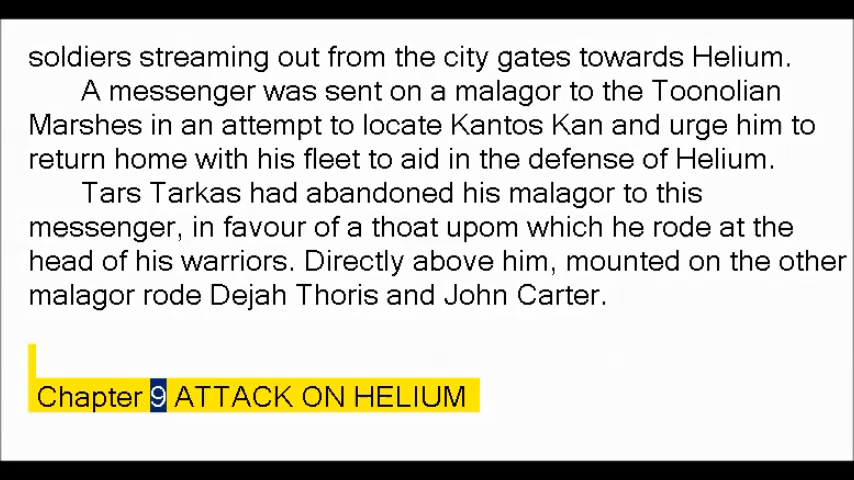 soldiers streaming out from the city gates towards Helium.
A messenger was sent on a malagor to the Toonolian
Marshes in an attempt to locate Kantos Kan and urge him to
return home with his fleet to aid in the defense of Helium.
Tars Tarkas had abandoned his malagor to this
messenger, in favour of a thoat upom which he rode at the
head of his warriors. Directly above him, mounted on the other
malagor rode Dejah Thoris and John Carter.
Chapter 9 ATTACK ON HELIUM